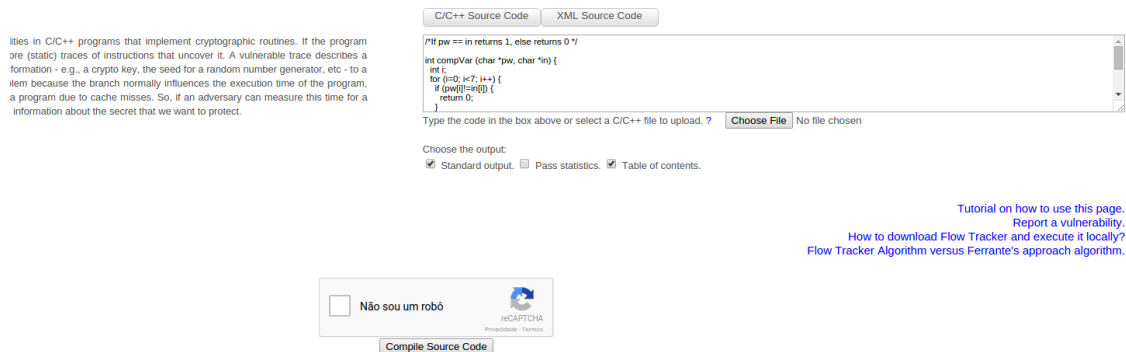 C/C++ Source Code
XML Source Code
in C/C++ programs that implement cryptographic routines. If the program
(static) traces of instructions that uncover it. A vulnerable trace describes a
- e.g., a crypto key, the seed for a random number generator, etc - to a
because the branch normally influences the execution time of the program,
a program due to cache misses. So, if an adversary can measure this time for a
information about the secret that we want to protect.
/*If pw == in returns 1, else returns 0 */
int compVar (char *pw, char *in) {
int i;
for (i=0; i<7; i++) {
if (pw[i]!=in[i]) {
return 0;
}
Type the code in the box above or select a C/C++ file to upload. ? Choose File No file chosen
Choose the output:
Standard output. Pass statistics. Table of contents.
Tutorial on how to use this page.
Report a vulnerability.
How to download Flow Tracker and execute it locally?
Flow Tracker Algorithm versus Ferrante's approach algorithm.
Não sou um robô
reCAPTCHA
Privacidade - Termos
Compile Source Code